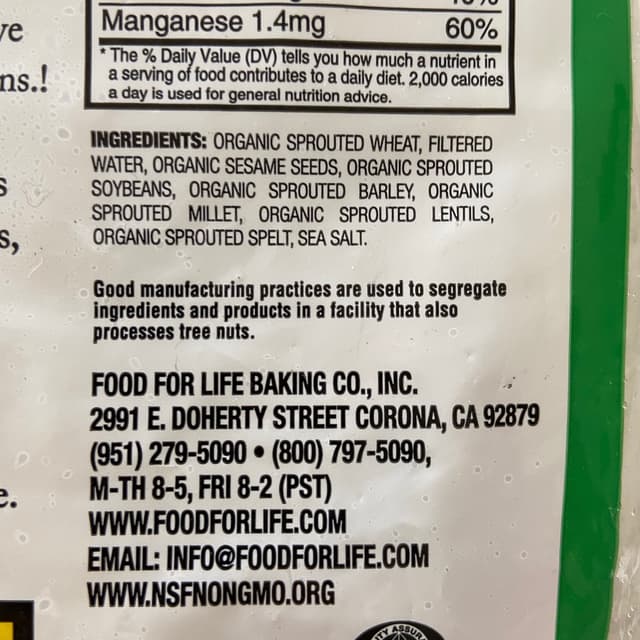 Manganese 1.4mg 60%
* The % Daily Value (DV) tells you how much a nutrient in
a serving of food contributes to a daily diet. 2,000 calories
a day is used for general nutrition advice.
ns.!
INGREDIENTS: ORGANIC SPROUTED WHEAT, FILTERED
WATER, ORGANIC SESAME SEEDS, ORGANIC SPROUTED
SOYBEANS, ORGANIC SPROUTED BARLEY, ORGANIC
SPROUTED MILLET, ORGANIC SPROUTED LENTILS,
ORGANIC SPROUTED SPELT, SEA SALT.
Good manufacturing practices are used to segregate
ingredients and products in a facility that also
processes tree nuts.
FOOD FOR LIFE BAKING CO., INC.
2991 E. DOHERTY STREET CORONA, CA 92879
(951) 279-5090 • (800) 797-5090,
M-TH 8-5, FRI 8-2 (PST)
WWW.FOODFORLIFE.COM
EMAIL: INFO@FOODFORLIFE.COM
WWW.NSFNONGMO.ORG